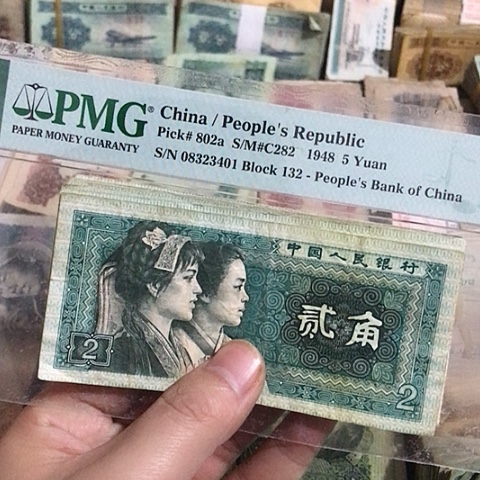 PMG®
PAPER MONEY GUARANTY
China / People's Republic
Pick# 802a S/M#C282 1948 5 Yuan
S/N 08323401 Block 132 - People's Bank of China
中国人民银行
贰角
2
2